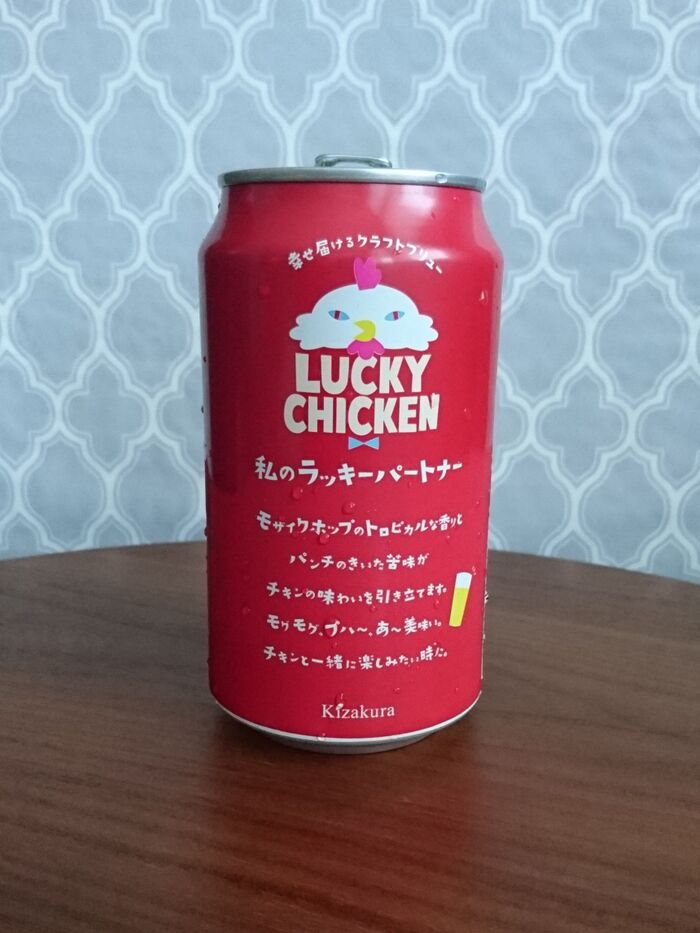 幸せ届けるクラフトブリュー
LUCKY
CHICKEN
私のラッキーパートナー
モザイクホップのトロピカルな香りと
パンチのきいた苦味が
チキンの味わいを引き立てます。
モグモグ、プハ〜、あ〜美味い。
チキンと一緒に楽しみたい時に。
Kizakura